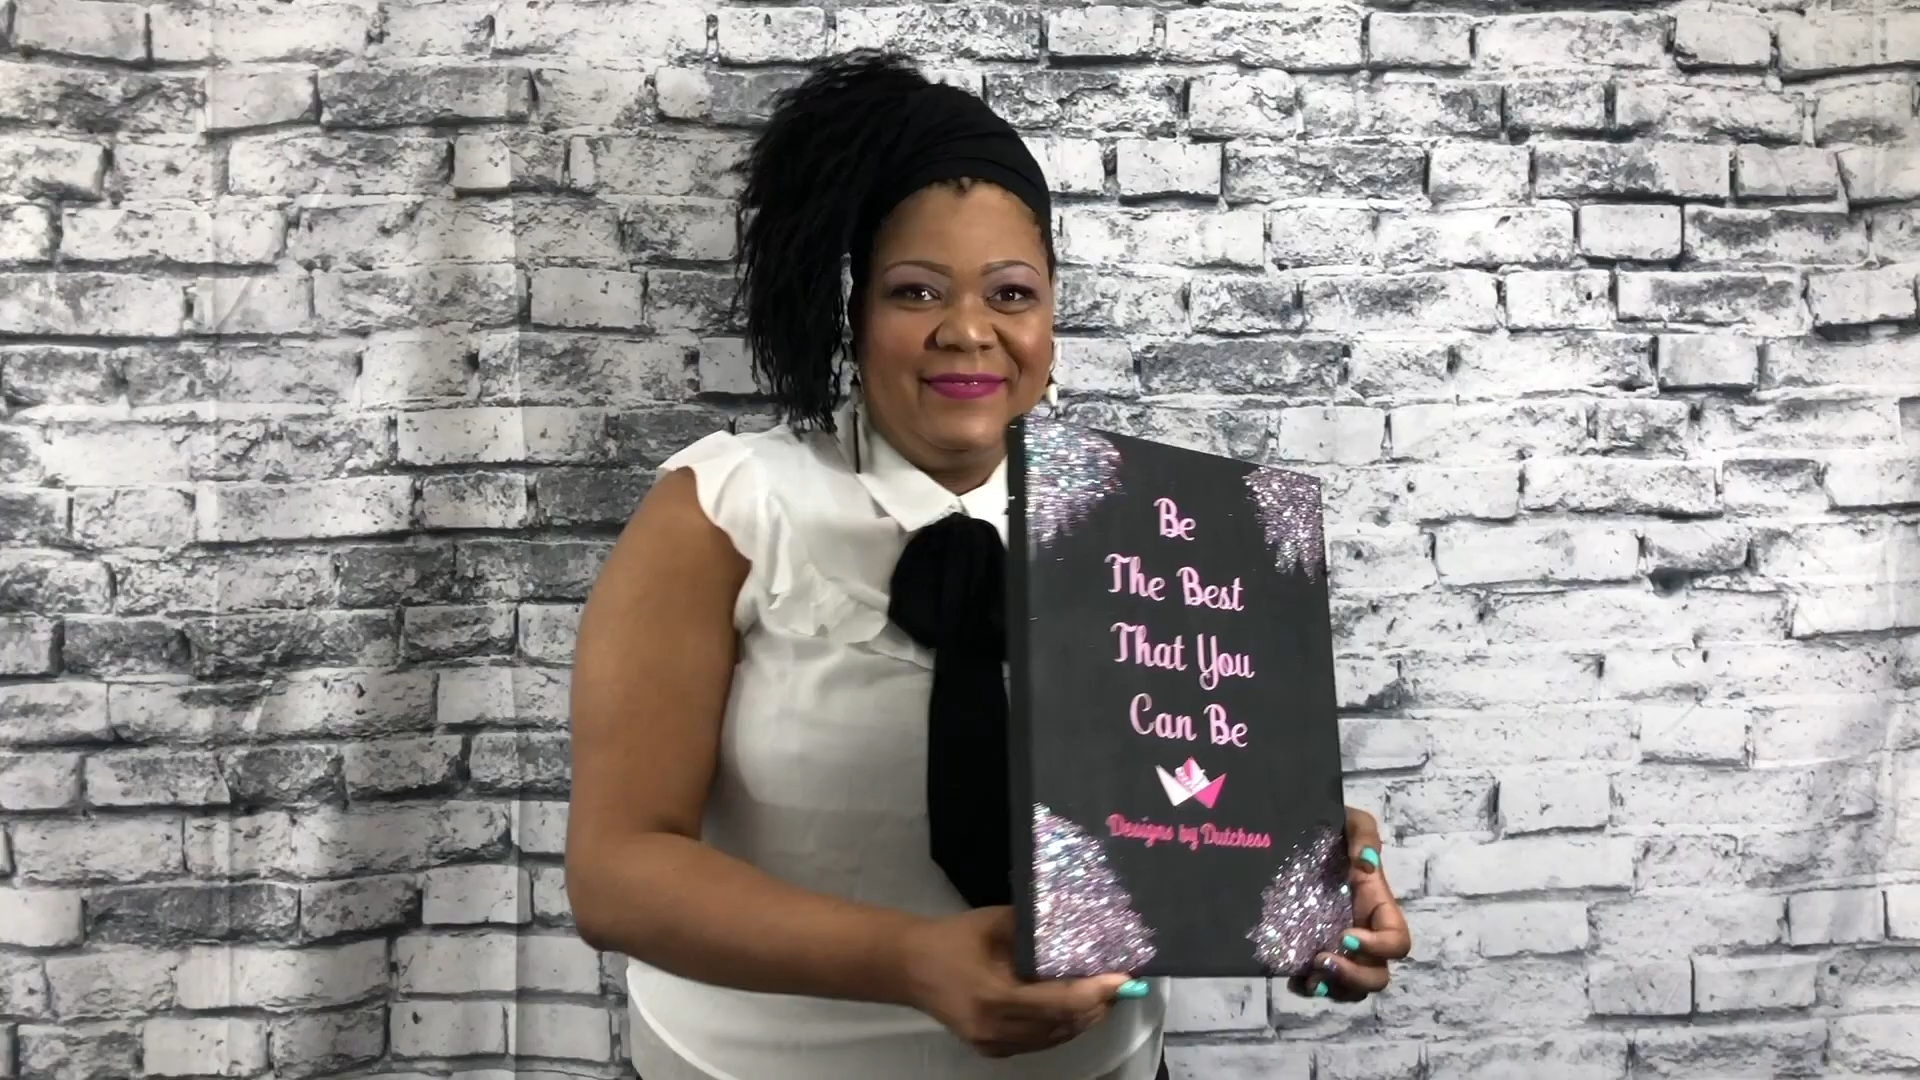 Be
The Best
That You
Can Be
Designs by Dutchess